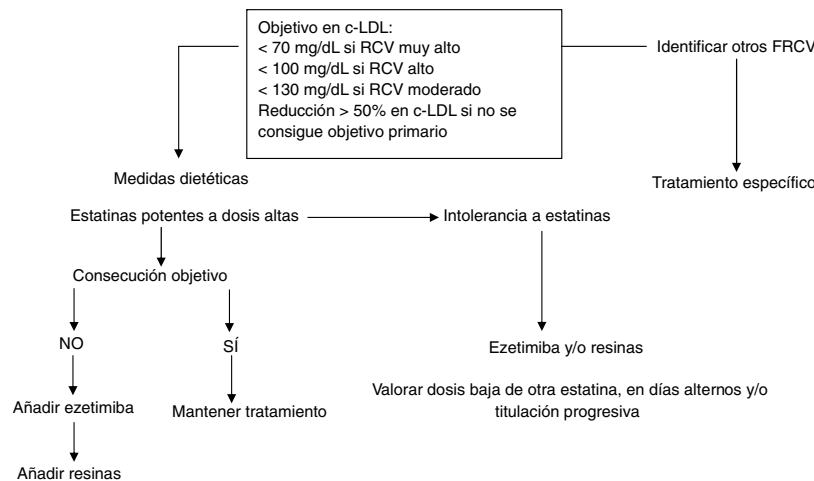 Objetivo en c-LDL:
< 70 mg/dL si RCV muy alto
< 100 mg/dL si RCV alto
< 130 mg/dL si RCV moderado
Reducción > 50% en c-LDL si no se
consigue objetivo primario
Identificar otros FRCV
Medidas dietéticas
Tratamiento específico
Estatinas potentes a dosis altas
Intolerancia a estatinas
Consecución objetivo
NO
SÍ
Ezetimiba y/o resinas
Valorar dosis baja de otra estatina, en días alternos y/o
titulación progresiva
Añadir ezetimiba
Mantener tratamiento
Añadir resinas